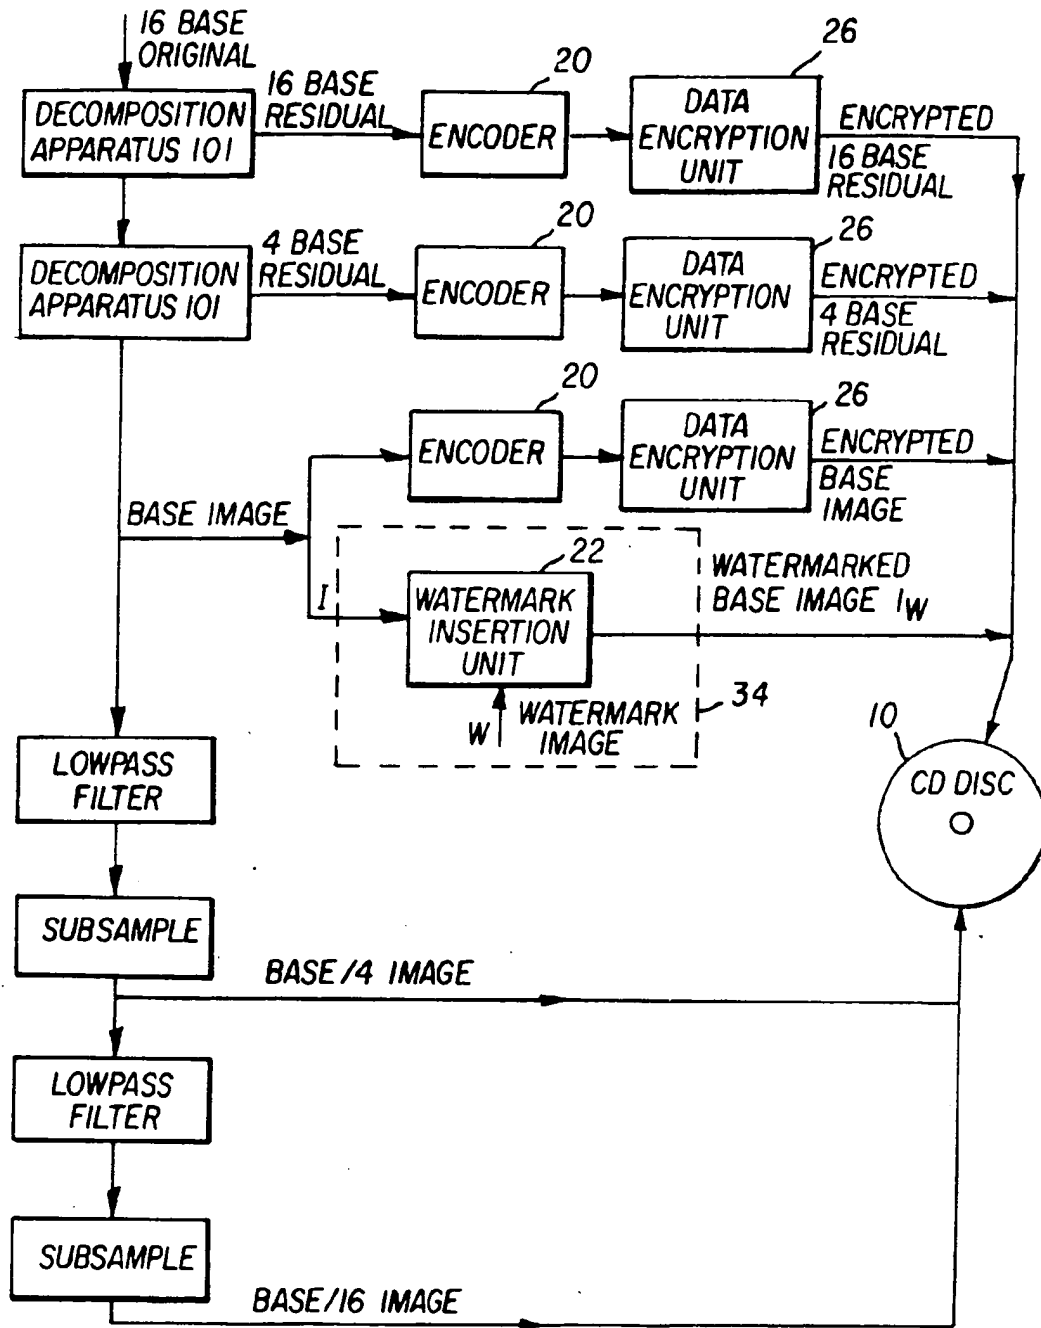 16 BASE
ORIGINAL
DECOMPOSITION
APPARATUS 101
16 BASE
RESIDUAL
20
ENCODER
26
DATA
ENCRYPTION
UNIT
ENCRYPTED
16 BASE
RESIDUAL
DECOMPOSITION
APPARATUS 101
4 BASE
RESIDUAL
20
ENCODER
26
DATA
ENCRYPTION
UNIT
ENCRYPTED
4 BASE
RESIDUAL
20
ENCODER
26
DATA
ENCRYPTION
UNIT
ENCRYPTED
BASE
IMAGE
BASE IMAGE
I
22
WATERMARK
INSERTION
UNIT
WATERMARKED
BASE IMAGE IW
W
WATERMARK
IMAGE
34
10
CD DISC
LOWPASS
FILTER
SUBSAMPLE
BASE/4 IMAGE
LOWPASS
FILTER
SUBSAMPLE
BASE/16 IMAGE